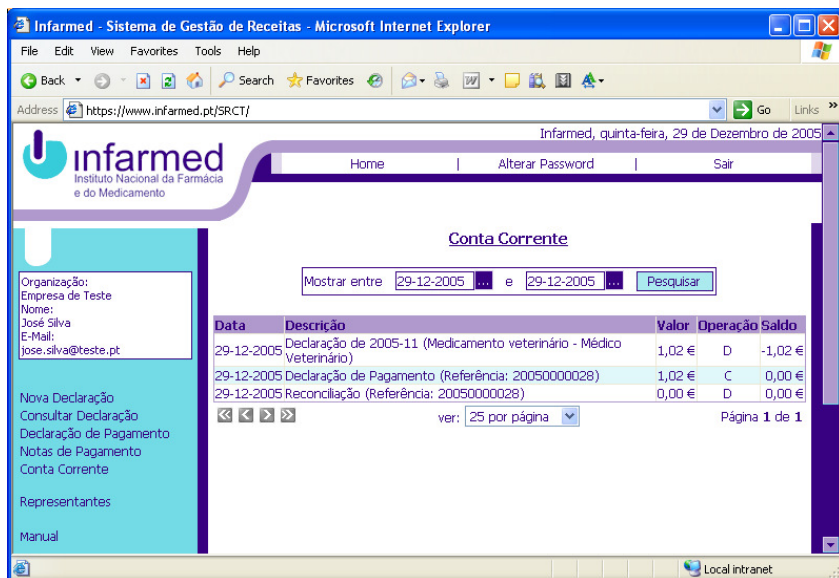 Infarmed - Sistema de Gestão de Receitas - Microsoft Internet Explorer
File Edit View Favorites Tools Help
Back Search Favorites
Address https://www.infarmed.pt/SRCT/ Go Links »
Infarmed, quinta-feira, 29 de Dezembro de 2005
infarmed
Instituto Nacional da Farmácia
e do Medicamento
Home | Alterar Password | Sair
Conta Corrente
Mostrar entre 29-12-2005 ... e 29-12-2005 ... Pesquisar
Organização:
Empresa de Teste
Nome:
José Silva
E-Mail:
jose.silva@teste.pt
Data Descrição Valor Operação Saldo
29-12-2005 Declaração de 2005-11 (Medicamento veterinário - Médico Veterinário) 1,02 € D -1,02 €
29-12-2005 Declaração de Pagamento (Referência: 20050000028) 1,02 € C 0,00 €
29-12-2005 Reconciliação (Referência: 20050000028) 0,00 € D 0,00 €
ver: 25 por página Página 1 de 1
Nova Declaração
Consultar Declaração
Declaração de Pagamento
Notas de Pagamento
Conta Corrente
Representantes
Manual
Local intranet